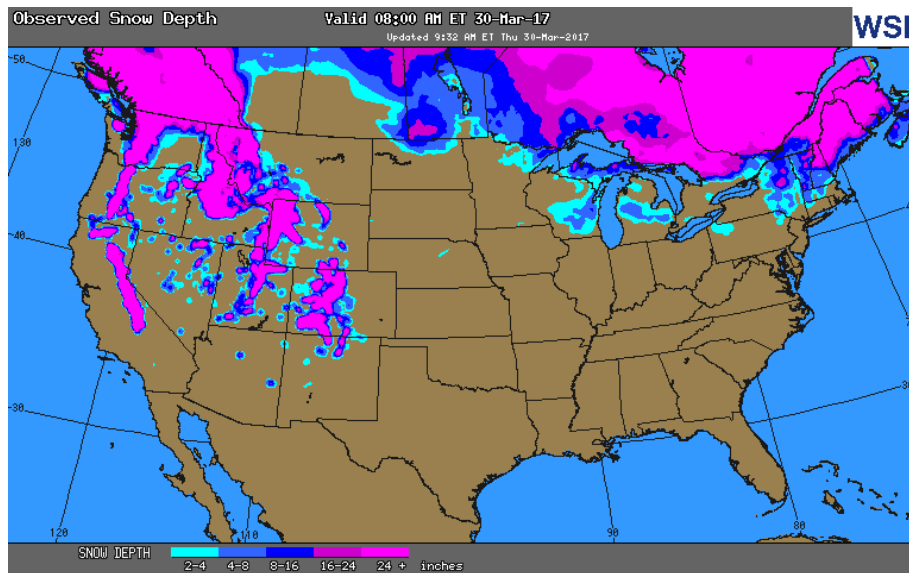 Observed Snow Depth
Valid 08:00 AM ET 30-Mar-17
Updated 9:32 AM ET Thu 30-Mar-2017
WSI
50
130
40
30
120
110
90
80
SNOW DEPTH
2-4 4-8 8-16 16-24 24 + inches